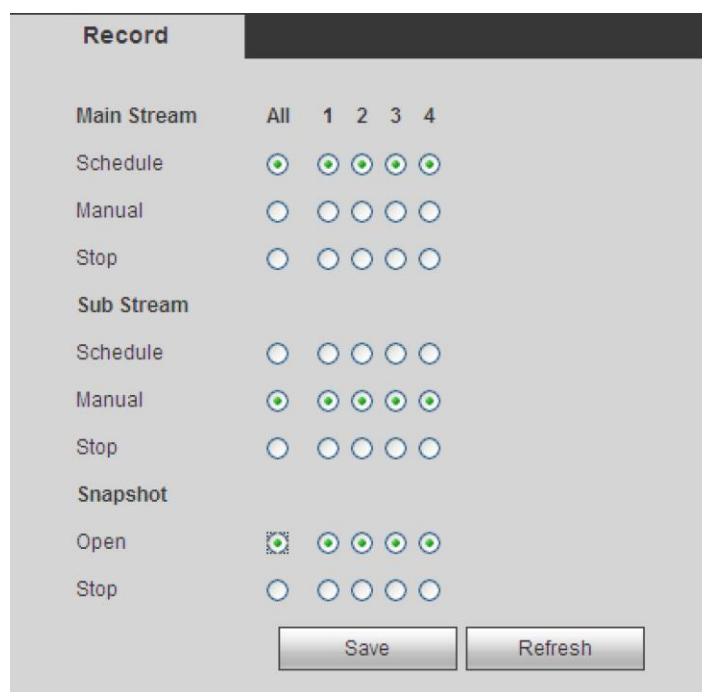 Record
Main Stream All 1 2 3 4
Schedule
Manual
Stop
Sub Stream
Schedule
Manual
Stop
Snapshot
Open
Stop
Save Refresh